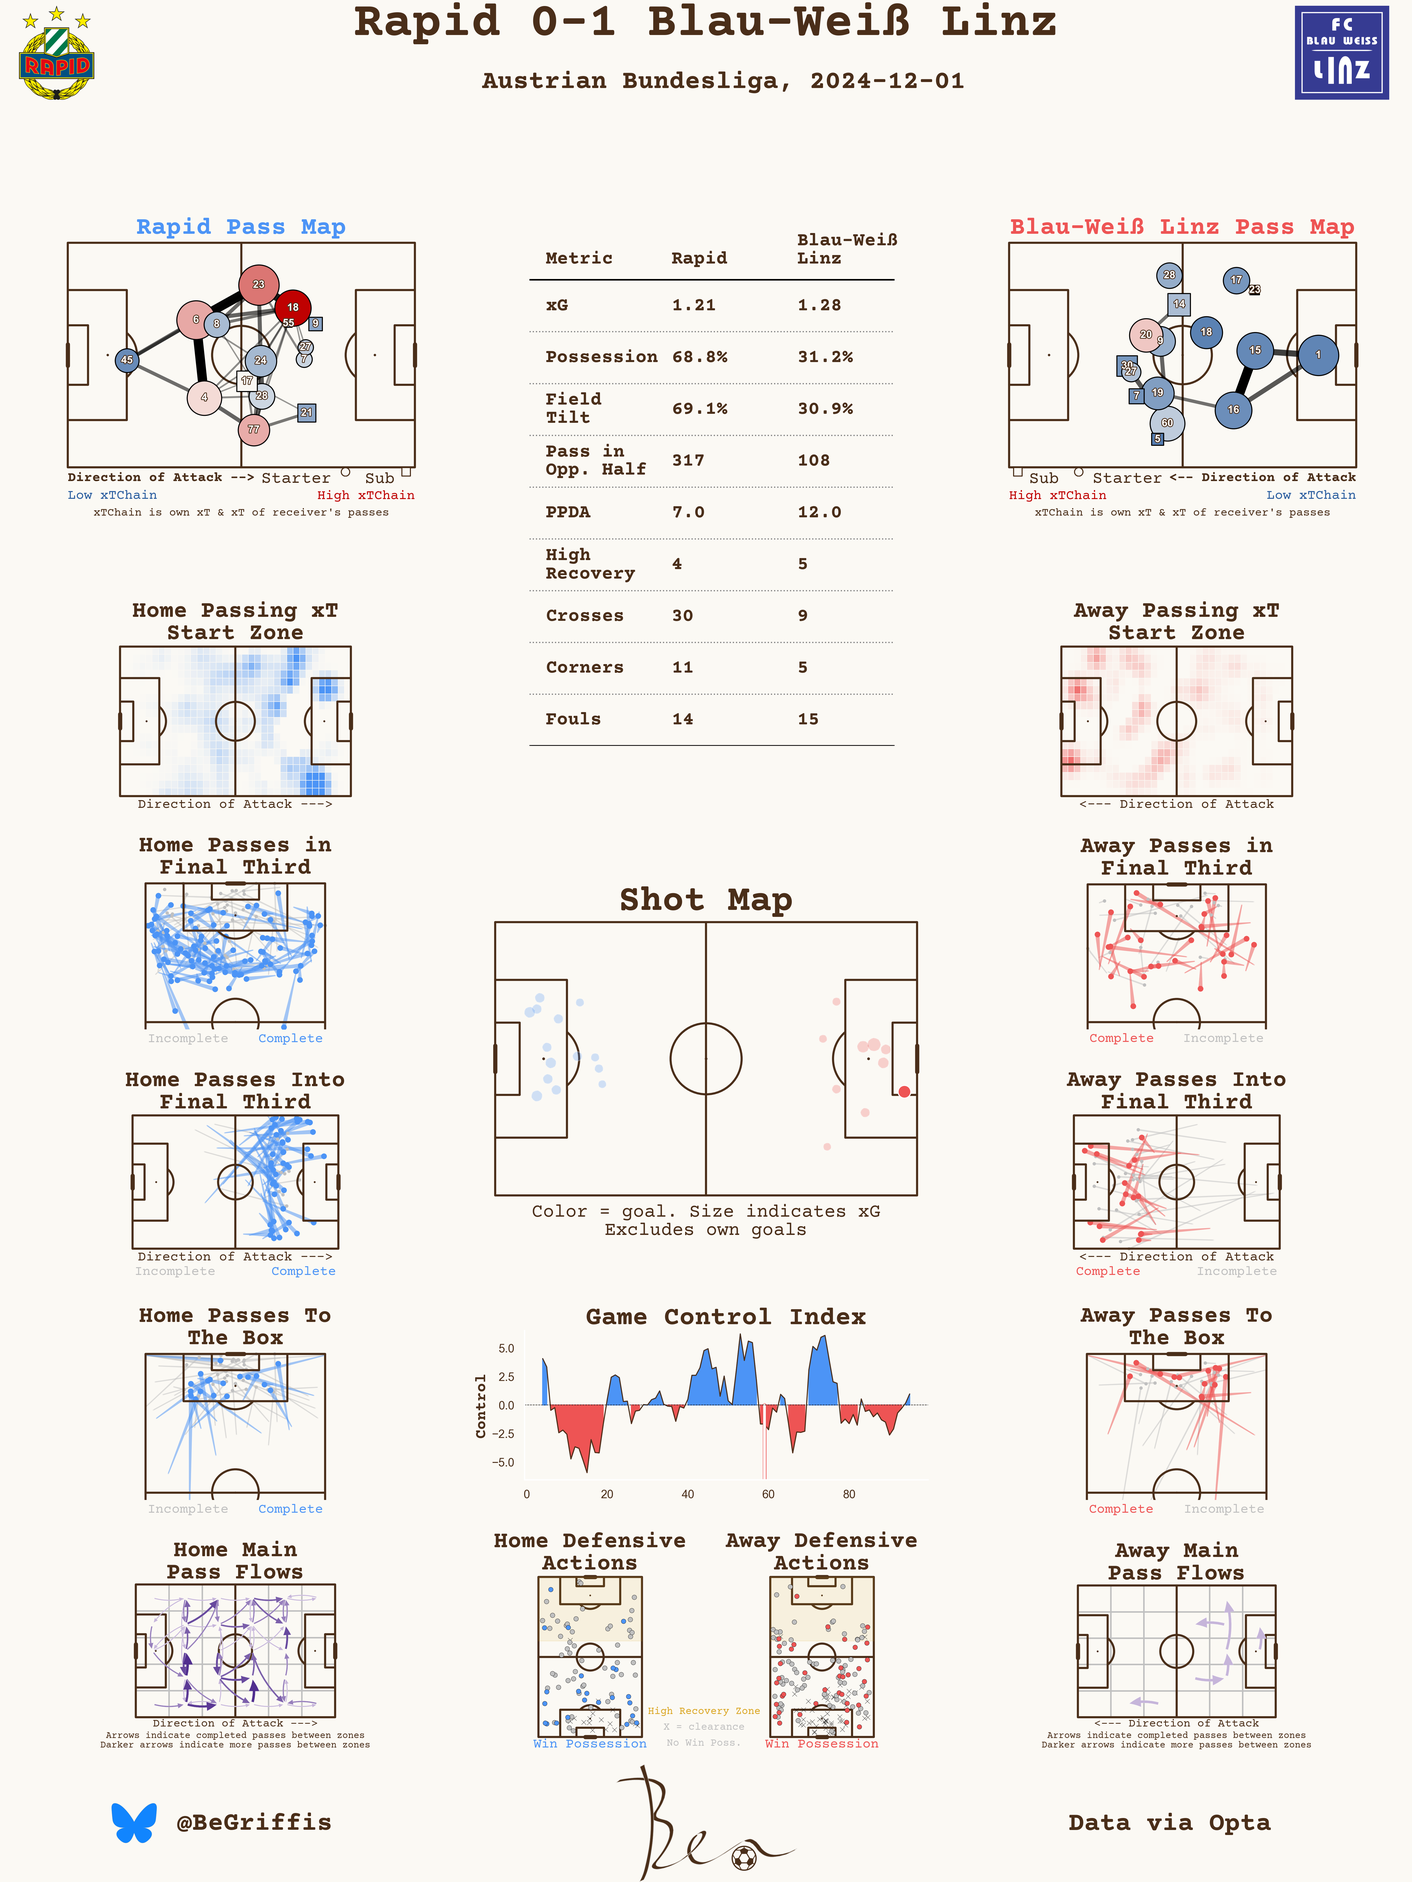 Rapid 0-1 Blau-Weiß Linz
Austrian Bundesliga, 2024-12-01
RAPID
FC
BLAU WEISS
LINZ
Rapid Pass Map
23
18
55
9
6
8
27
7
45
24
17
4
28
21
77
Direction of Attack --> Starter Sub
Low xTChain High xTChain
xTChain is own xT & xT of receiver's passes
Metric Rapid Blau-Weiß Linz
xG 1.21 1.28
Possession 68.8% 31.2%
Field Tilt 69.1% 30.9%
Pass in Opp. Half 317 108
PPDA 7.0 12.0
High Recovery 4 5
Crosses 30 9
Corners 11 5
Fouls 14 15
Blau-Weiß Linz Pass Map
28
17
23
14
20
9
18
15
1
30
27
7
19
16
60
5
Sub Starter <-- Direction of Attack
High xTChain Low xTChain
xTChain is own xT & xT of receiver's passes
Home Passing xT
Start Zone
Direction of Attack --->
Away Passing xT
Start Zone
<--- Direction of Attack
Home Passes in
Final Third
Incomplete Complete
Shot Map
Color = goal. Size indicates xG
Excludes own goals
Away Passes in
Final Third
Complete Incomplete
Home Passes Into
Final Third
Direction of Attack --->
Incomplete Complete
Away Passes Into
Final Third
<--- Direction of Attack
Complete Incomplete
Home Passes To
The Box
Incomplete Complete
Game Control Index
Control
5.0
2.5
0.0
−2.5
−5.0
0 20 40 60 80
Away Passes To
The Box
Complete Incomplete
Home Main
Pass Flows
Direction of Attack --->
Arrows indicate completed passes between zones
Darker arrows indicate more passes between zones
Home Defensive
Actions
Win Possession
High Recovery Zone
X = clearance
No Win Poss.
Away Defensive
Actions
Win Possession
Away Main
Pass Flows
<--- Direction of Attack
Arrows indicate completed passes between zones
Darker arrows indicate more passes between zones
@BeGriffis
Ben
Data via Opta